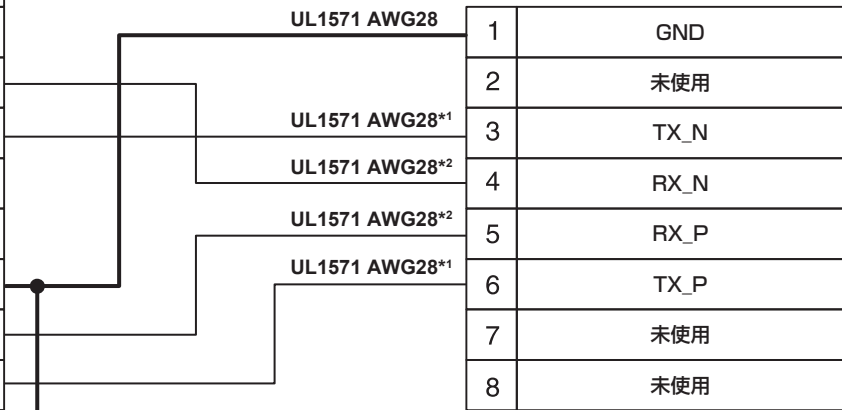 UL1571 AWG28
1 GND
2 未使用
UL1571 AWG28*1
3 TX_N
UL1571 AWG28*2
4 RX_N
UL1571 AWG28*2
5 RX_P
UL1571 AWG28*1
6 TX_P
7 未使用
8 未使用